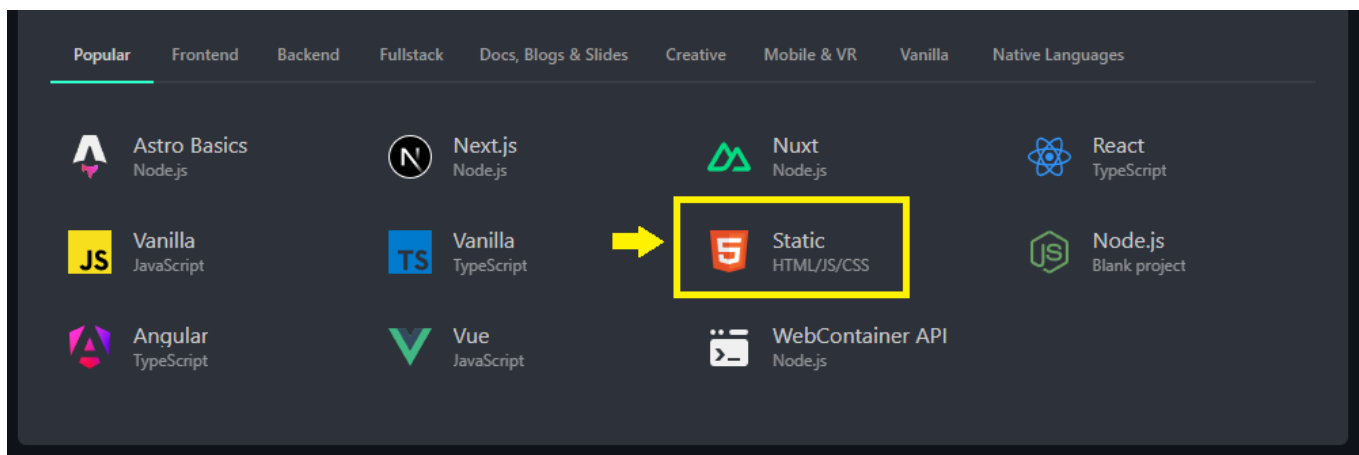 Popular Frontend Backend Fullstack Docs, Blogs & Slides Creative Mobile & VR Vanilla Native Languages
Astro Basics
Node.js
N
Next.js
Node.js
Nuxt
Node.js
React
TypeScript
JS
Vanilla
JavaScript
TS
Vanilla
TypeScript
5
Static
HTML/JS/CSS
JS
Node.js
Blank project
Angular
TypeScript
Vue
JavaScript
WebContainer API
Node.js